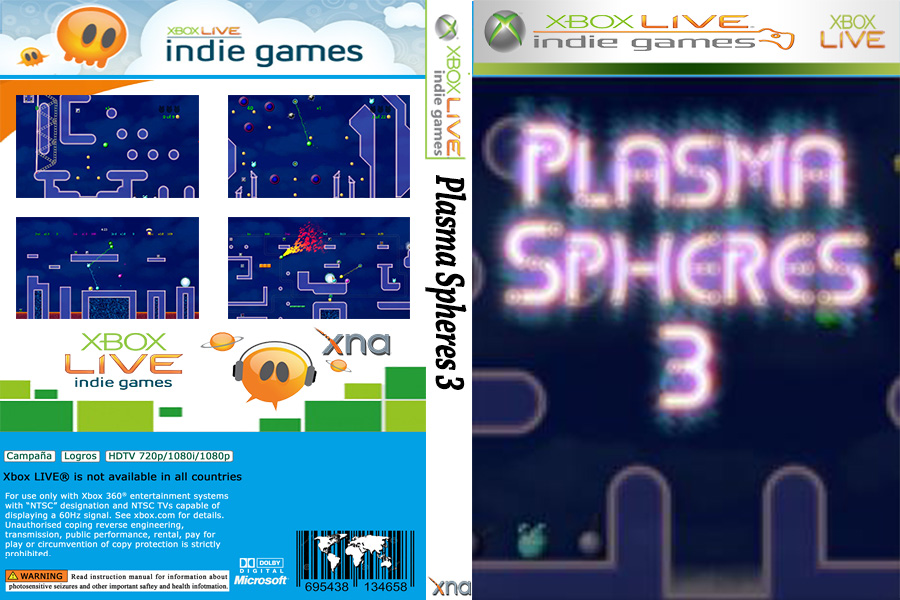 XBOX LIVE
indie games
XBOX LIVE
indie games
xna
Campaña
Logros
HDTV 720p/1080i/1080p
Xbox LIVE® is not available in all countries
For use only with Xbox 360® entertainment systems
with “NTSC” designation and NTSC TVs capable of
displaying a 60Hz signal. See xbox.com for details.
Unauthorised coping reverse engineering,
transmission, public performance, rental, pay for
play or circumvention of copy protection is strictly
prohibited.
WARNING Read instruction manual for information about
photosensitive seizures and other important saftey and health infotmation.
DOLBY
DIGITAL
Microsoft
695438 134658
XBOX LIVE
indie games
Plasma Spheres 3
xna
XBOX LIVE
indie games
XBOX
LIVE
PLASMA
SPHERES
3